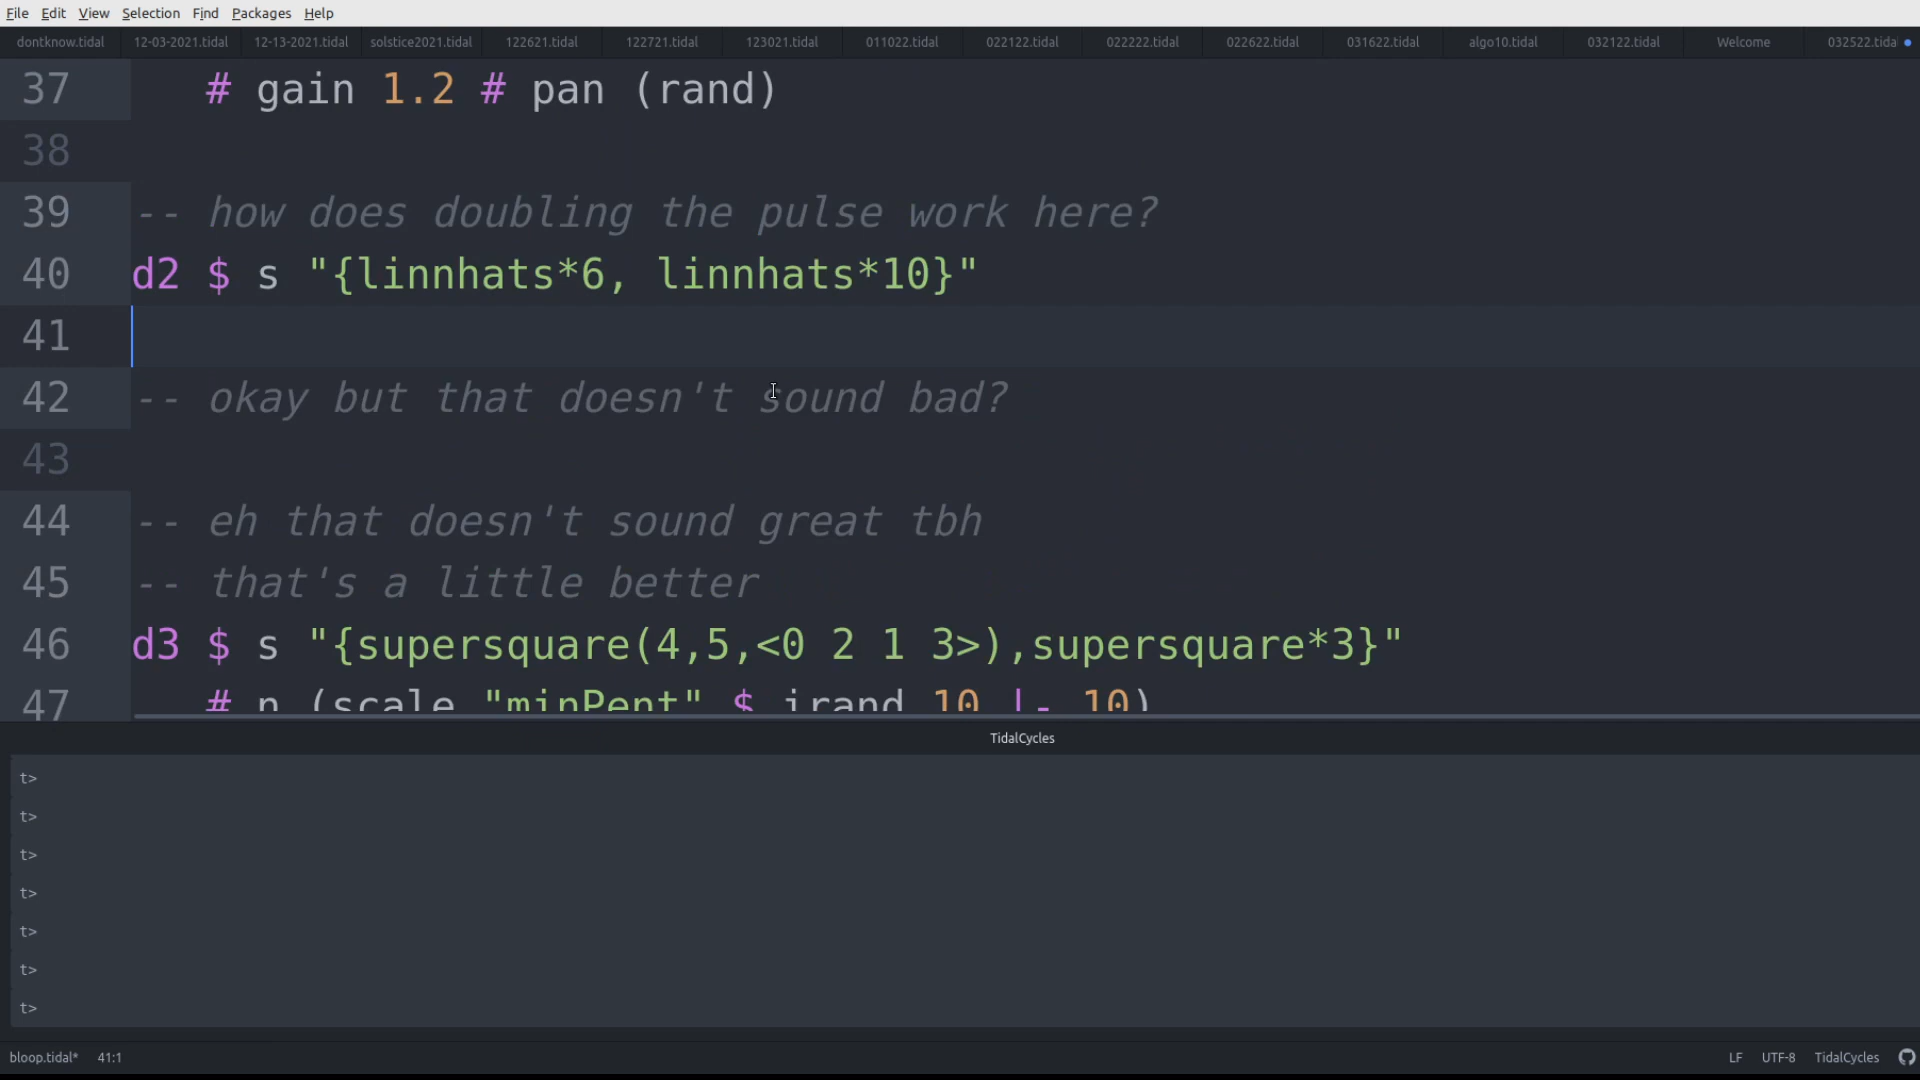 File Edit View Selection Find Packages Help
dontknow.tidal 12-03-2021.tidal 12-13-2021.tidal solstice2021.tidal 122621.tidal 122721.tidal 123021.tidal 011022.tidal 022122.tidal 022222.tidal 022622.tidal 031622.tidal algo10.tidal 032122.tidal Welcome 032522.tidal
37 # gain 1.2 # pan (rand)
38
39 -- how does doubling the pulse work here?
40 d2 $ s "{linnhats*6, linnhats*10}"
41
42 -- okay but that doesn't sound bad?
43
44 -- eh that doesn't sound great tbh
45 -- that's a little better
46 d3 $ s "{supersquare(4,5,<0 2 1 3>),supersquare*3}"
47 # n (scale "minPent" $ irand 10 |- 10)
TidalCycles
t>
t>
t>
t>
t>
t>
t>
bloop.tidal* 41:1 LF UTF-8 TidalCycles